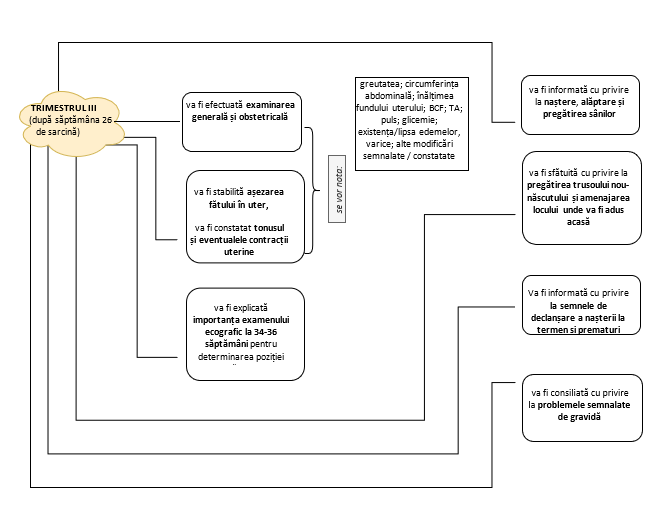 TRIMESTRUL III
(după săptămâna 26
de sarcină)
va fi efectuată examinarea
generală și obstetricală
va fi stabilită așezarea
fătului în uter,
va fi constatat tonusul
și eventualele contracții
uterine
va fi explicată
importanța examenului
ecografic la 34-36
săptămâni pentru
determinarea poziției
se vor nota:
greutatea; circumferința
abdominală; înălțimea
fundului uterului; BCF; TA;
puls; glicemie;
existența/lipsa edemelor,
varice; alte modificări
semnalate / constatate
va fi informată cu privire
la naștere, alăptare și
pregătirea sânilor
va fi sfătuită cu privire la
pregătirea trusoului nou-
născutului și amenajarea
locului unde va fi adus
acasă
Va fi informată cu privire
la semnele de
declanșare a nașterii la
termen si prematuri
va fi consiliată cu privire
la problemele semnalate
de gravidă